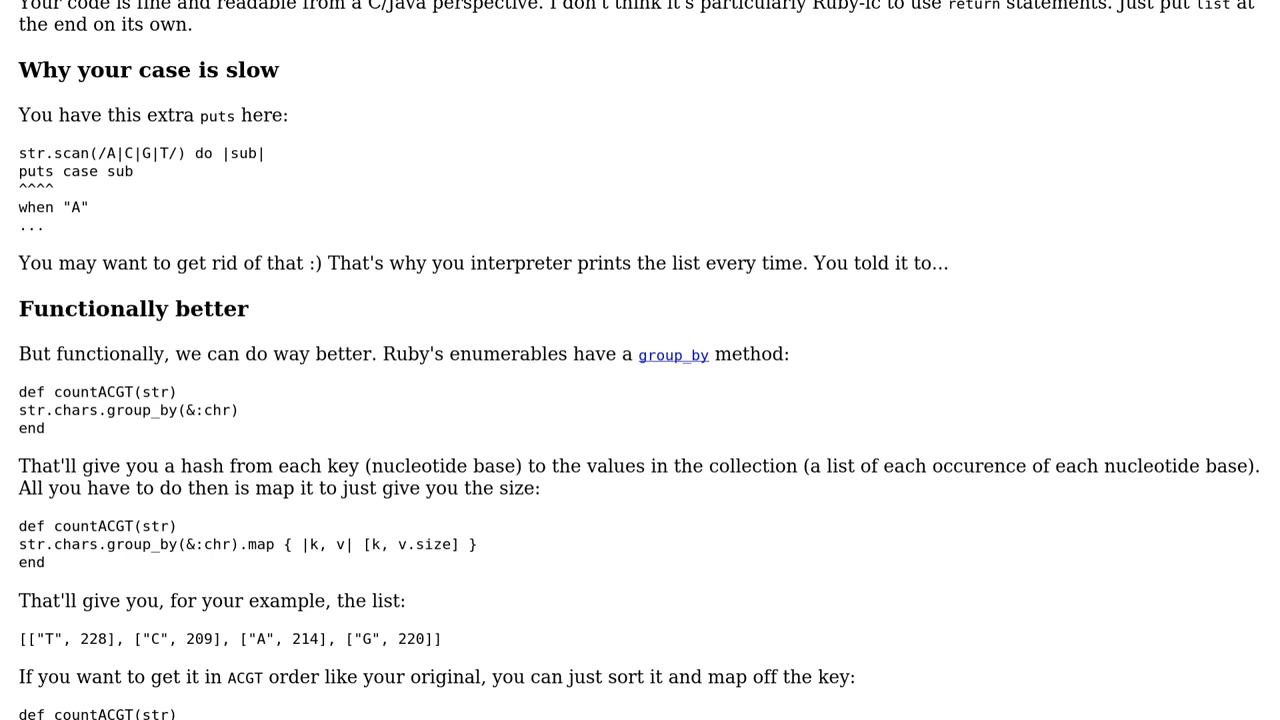 Your code is fine and readable from a C/Java perspective. I don't think it's particularly Ruby-ic to use return statements. Just put list at
the end on its own.
Why your case is slow
You have this extra puts here:
str.scan(/A|C|G|T/) do |sub|
puts case sub
^^^^
when "A"
...
You may want to get rid of that :) That's why you interpreter prints the list every time. You told it to...
Functionally better
But functionally, we can do way better. Ruby's enumerables have a group_by method:
def countACGT(str)
str.chars.group_by(&:chr)
end
That'll give you a hash from each key (nucleotide base) to the values in the collection (a list of each occurence of each nucleotide base).
All you have to do then is map it to just give you the size:
def countACGT(str)
str.chars.group_by(&:chr).map { |k, v| [k, v.size] }
end
That'll give you, for your example, the list:
[["T", 228], ["C", 209], ["A", 214], ["G", 220]]
If you want to get it in ACGT order like your original, you can just sort it and map off the key:
def countACGT(str)